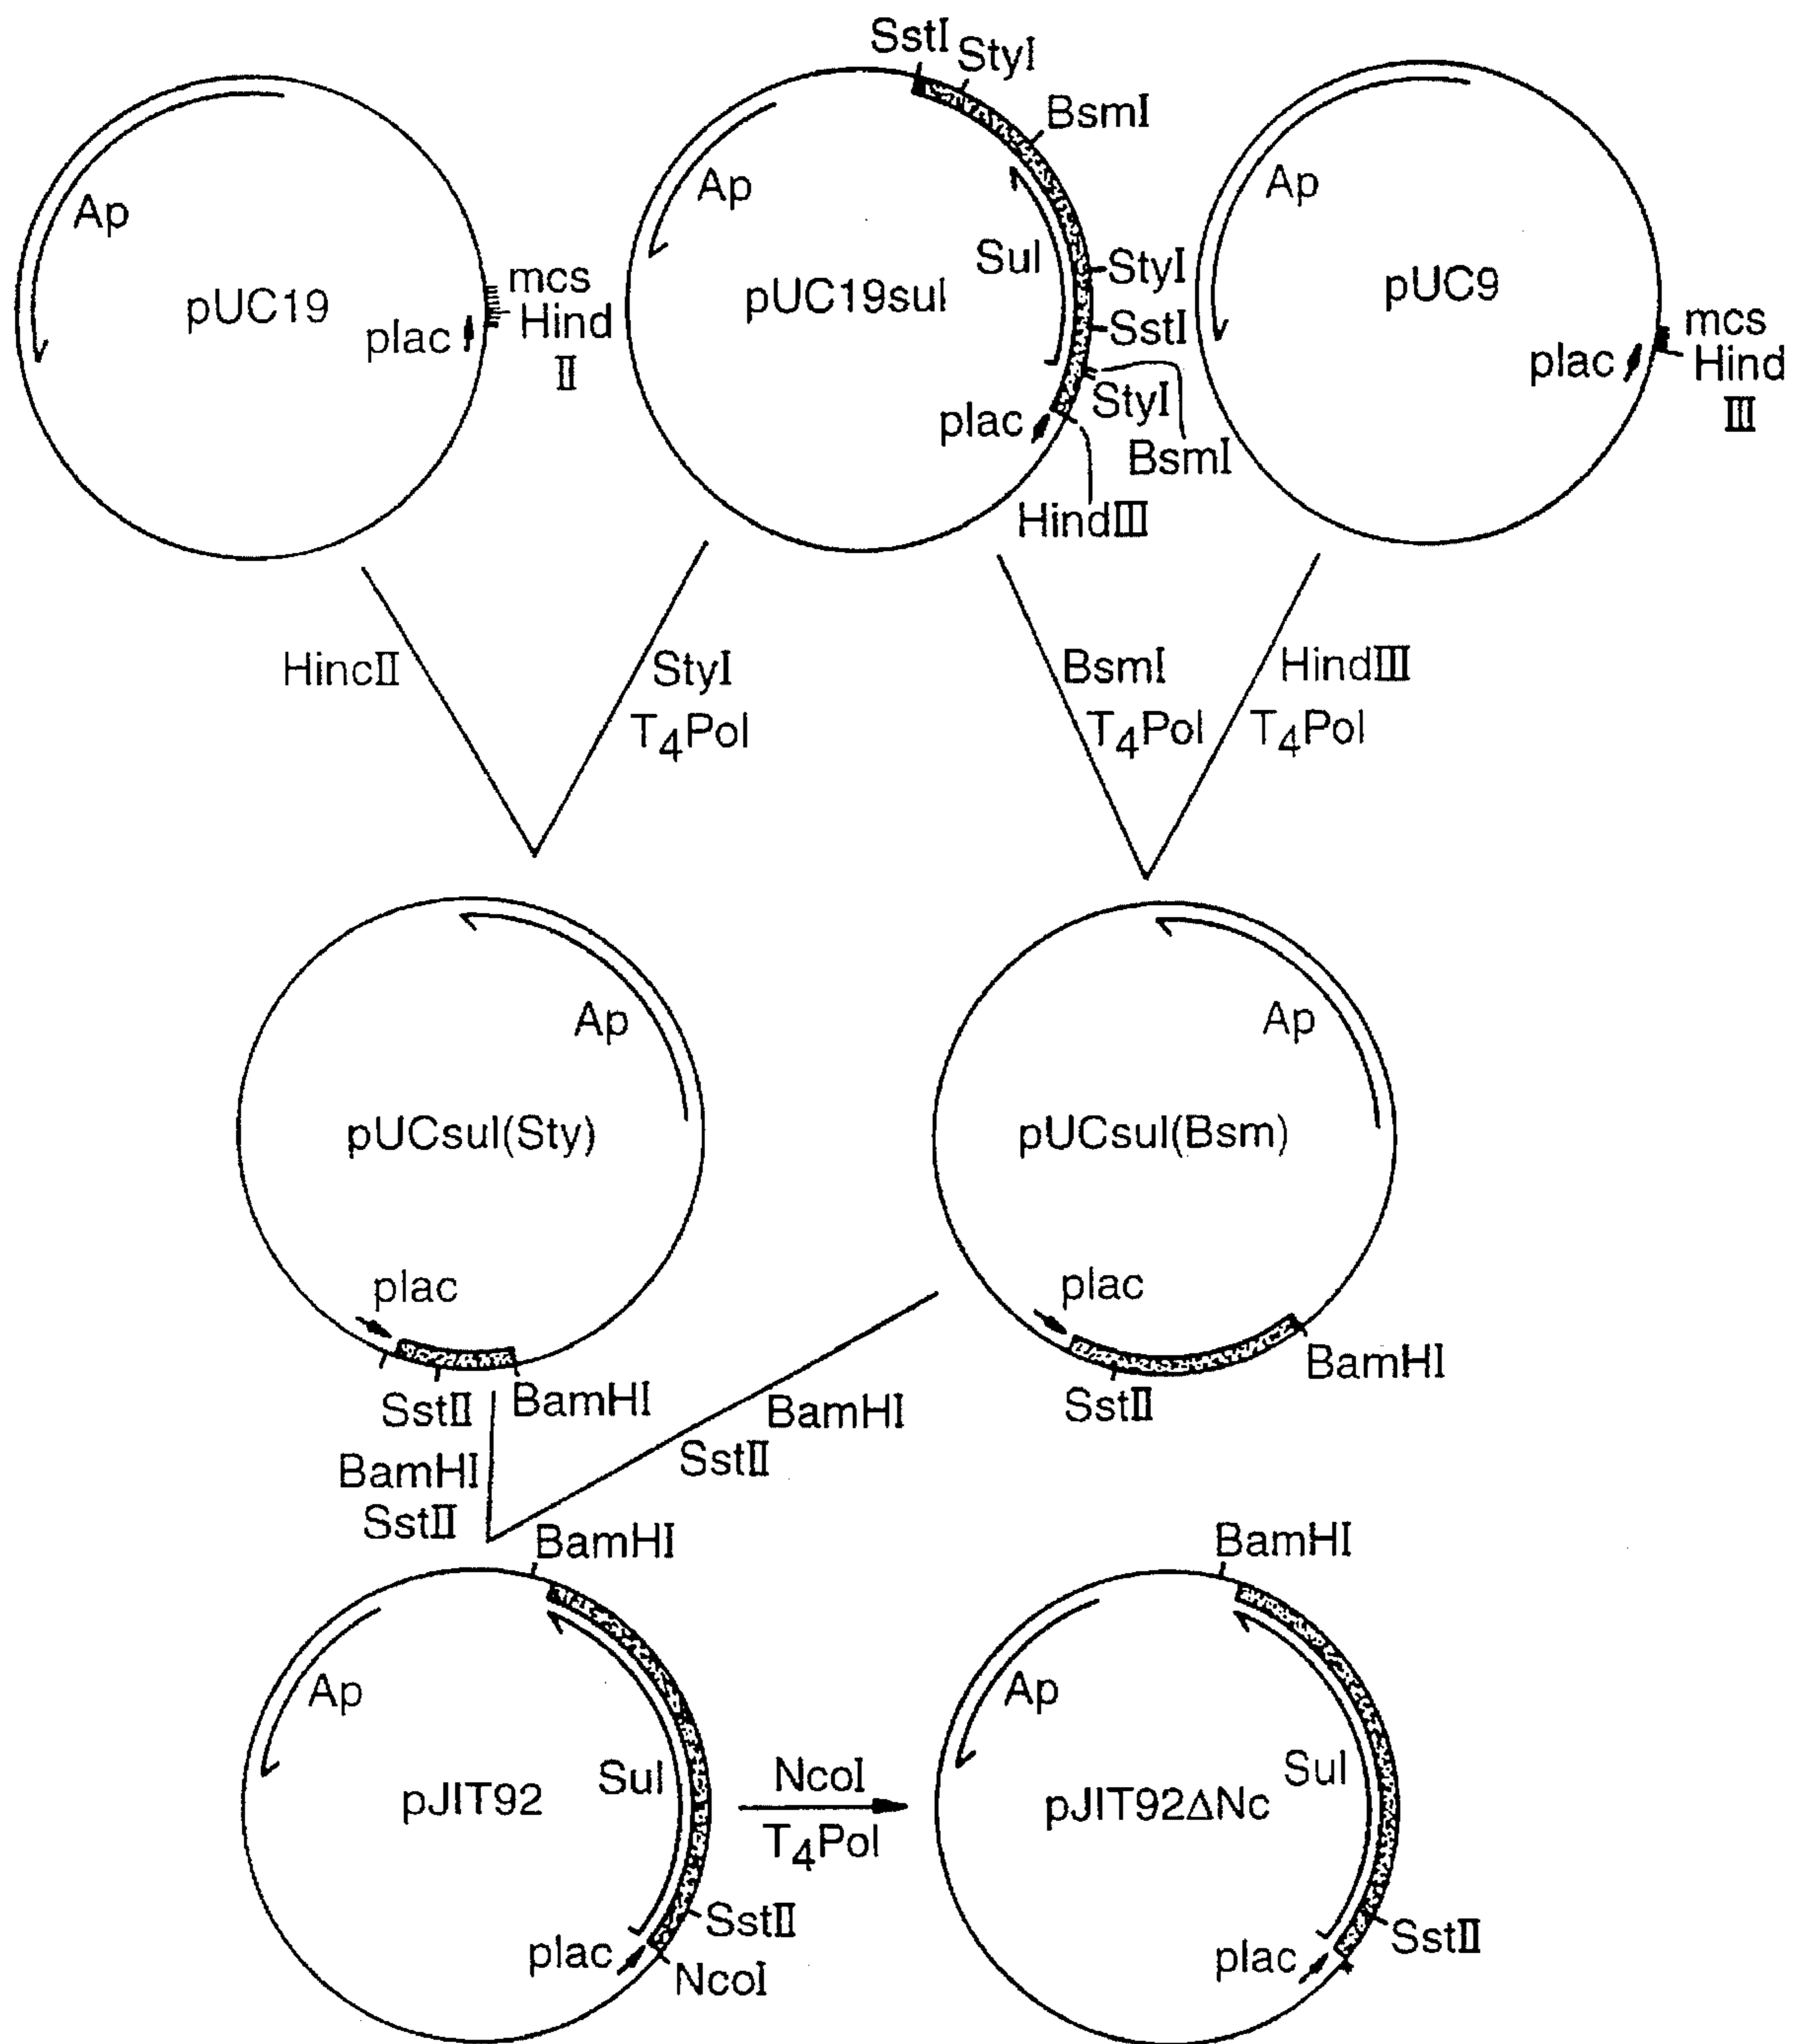 SstI
StyI
BsmI
Ap
pUC19
plac
mcs
Hind
II
Ap
Sul
pUC19sul
StyI
SstI
StyI
BsmI
plac
HindIII
Ap
pUC9
plac
mcs
Hind
III
HincII
StyI
T4Pol
BsmI
T4Pol
HindIII
T4Pol
Ap
pUCsul(Sty)
plac
SstII
BamHI
Ap
pUCsul(Bsm)
plac
SstII
BamHI
BamHI
SstII
BamHI
SstII
BamHI
Ap
Sul
pJIT92
plac
SstII
NcoI
NcoI
T4Pol
BamHI
Ap
Sul
pJIT92ΔNc
plac
SstII